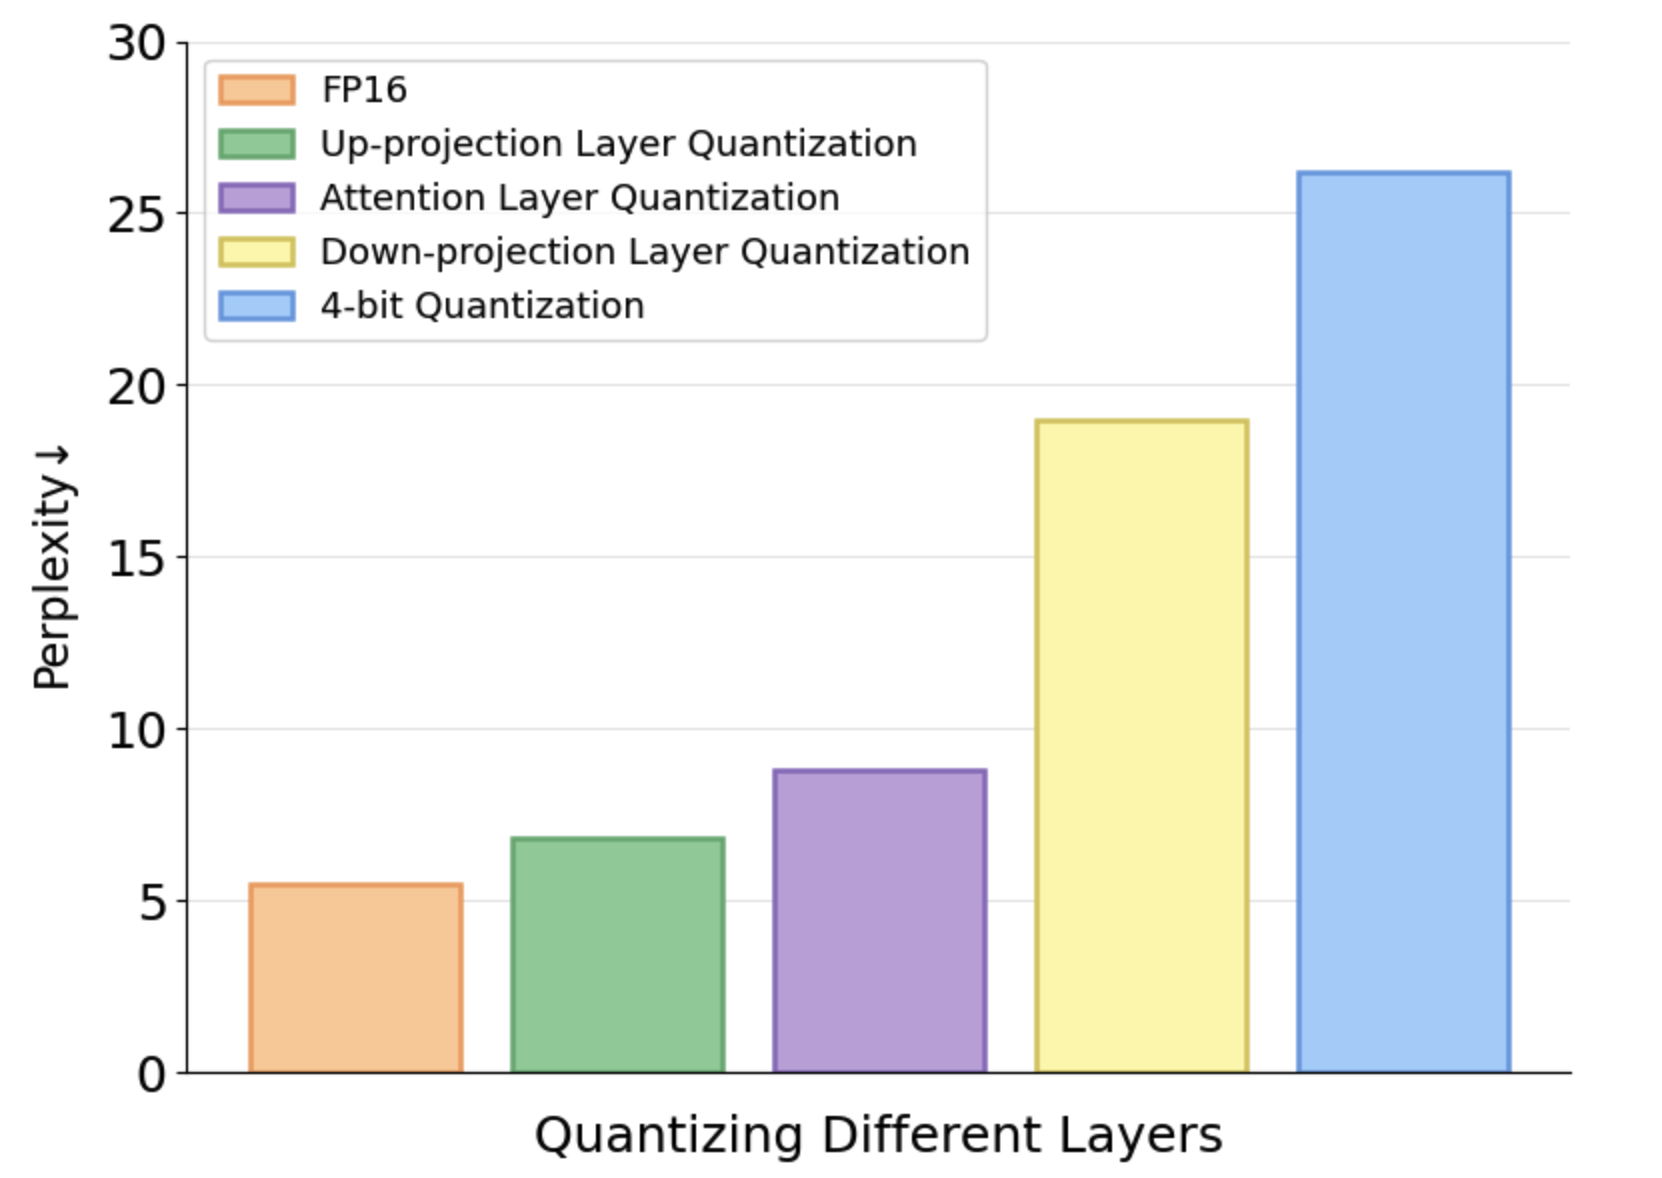 30
25
20
15
10
5
0
Perplexity↓
FP16
Up-projection Layer Quantization
Attention Layer Quantization
Down-projection Layer Quantization
4-bit Quantization
Quantizing Different Layers